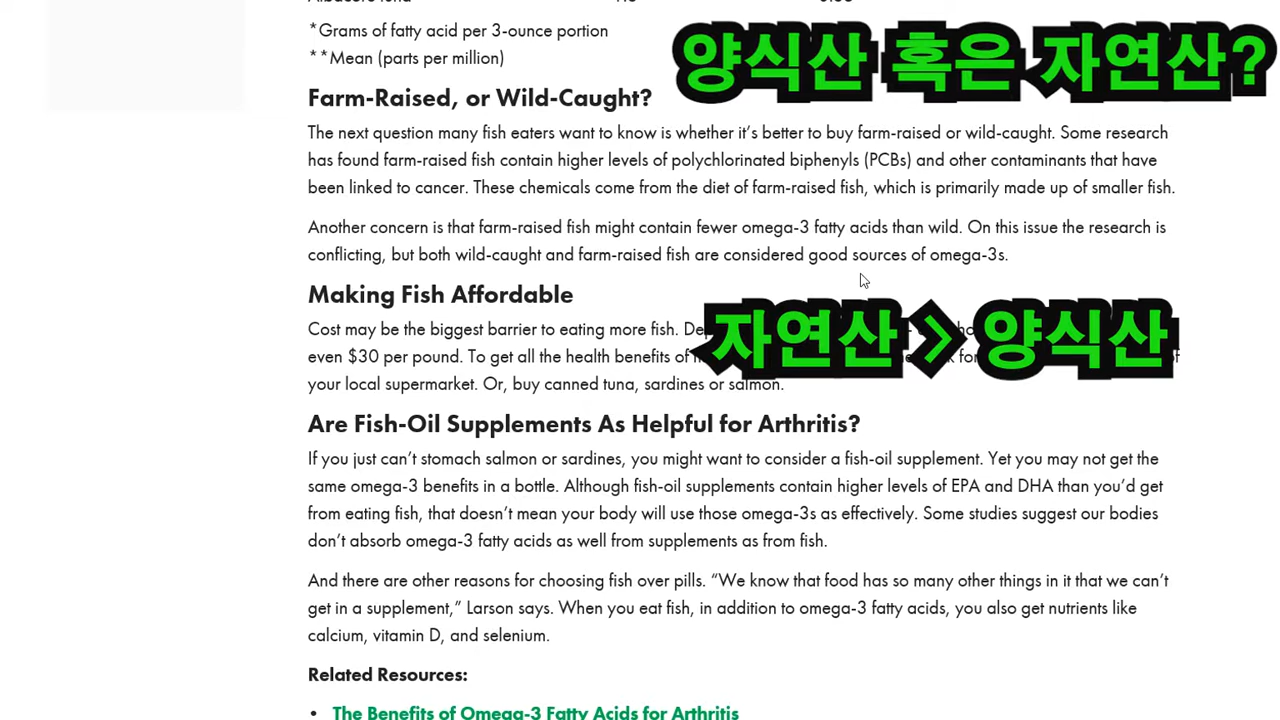 *Grams of fatty acid per 3-ounce portion
**Mean (parts per million)
양식산 혹은 자연산?
Farm-Raised, or Wild-Caught?
The next question many fish eaters want to know is whether it's better to buy farm-raised or wild-caught. Some research
has found farm-raised fish contain higher levels of polychlorinated biphenyls (PCBs) and other contaminants that have
been linked to cancer. These chemicals come from the diet of farm-raised fish, which is primarily made up of smaller fish.
Another concern is that farm-raised fish might contain fewer omega-3 fatty acids than wild. On this issue the research is
conflicting, but both wild-caught and farm-raised fish are considered good sources of omega-3s.
Making Fish Affordable
Cost may be the biggest barrier to eating more fish.
자연산 > 양식산
even $30 per pound. To get all the health benefits of
your local supermarket. Or, buy canned tuna, sardines or salmon.
Are Fish-Oil Supplements As Helpful for Arthritis?
If you just can't stomach salmon or sardines, you might want to consider a fish-oil supplement. Yet you may not get the
same omega-3 benefits in a bottle. Although fish-oil supplements contain higher levels of EPA and DHA than you'd get
from eating fish, that doesn't mean your body will use those omega-3s as effectively. Some studies suggest our bodies
don't absorb omega-3 fatty acids as well from supplements as from fish.
And there are other reasons for choosing fish over pills. “We know that food has so many other things in it that we can't
get in a supplement,” Larson says. When you eat fish, in addition to omega-3 fatty acids, you also get nutrients like
calcium, vitamin D, and selenium.
Related Resources:
• The Benefits of Omega-3 Fatty Acids for Arthritis